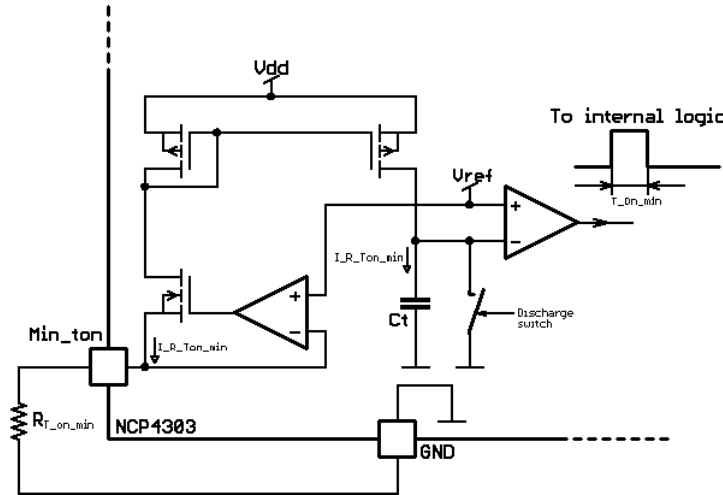 Vdd
To internal logic
Vref
T_On_min
I_R_Ton_min
Ct
Discharge
switch
Min_ton
I_R_Ton_min
RT_on_min
NCP4303
GND